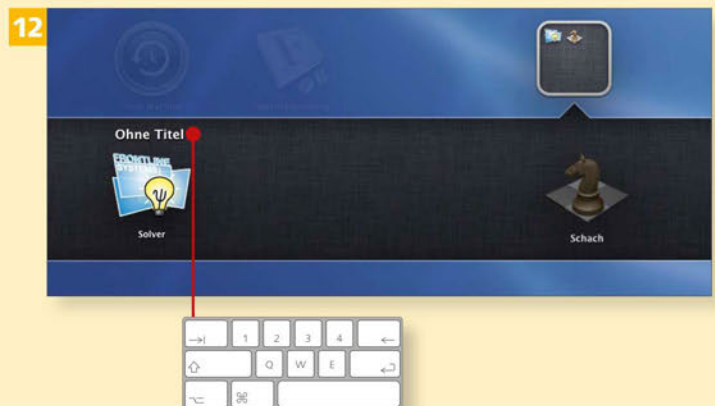 12
Ohne Titel
FRONTLINE
SYSTEMS
Solver
Schach
1 2 3 4
Q W E
⌥ ⌘